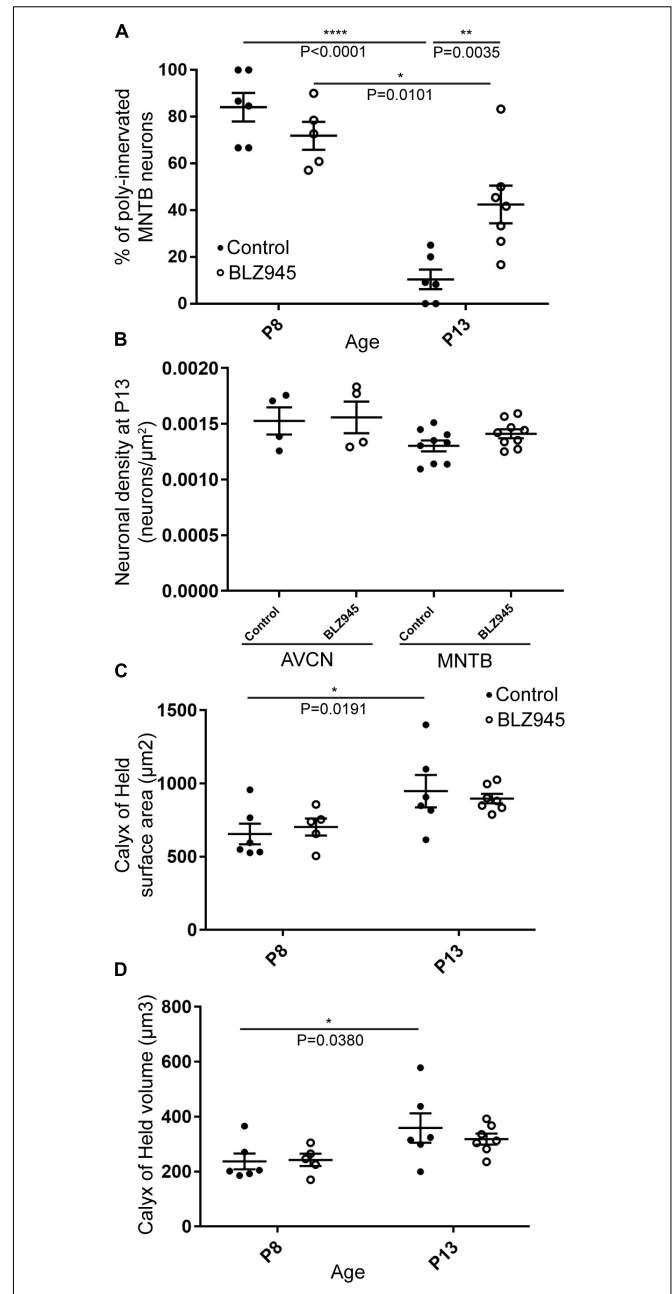 A
****
**
P<0.0001
P=0.0035
*
P=0.0101
100
80
60
40
20
0
% of poly-innervated
MNTB neurons
Control
BLZ945
P8
P13
Age
B
0.0020
0.0015
0.0010
0.0005
0.0000
Neuronal density at P13
(neurons/µm²)
Control
BLZ945
Control
BLZ945
AVCN
MNTB
C
*
P=0.0191
Control
BLZ945
1500
1000
500
0
Calyx of Held
surface area (µm2)
P8
P13
D
*
P=0.0380
800
600
400
200
0
Calyx of Held volume (µm3)
P8
P13
Age